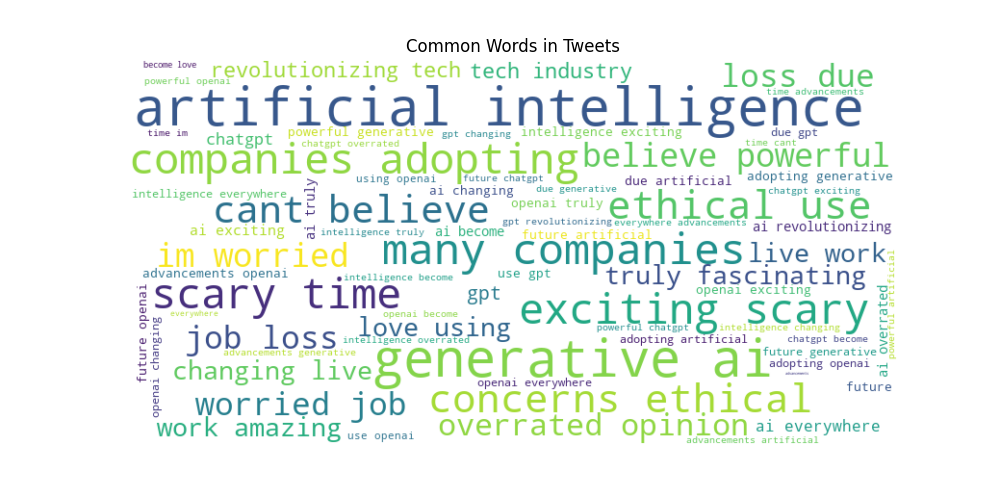 Common Words in Tweets
become love
revolutionizing tech
tech industry
loss due
powerful openai
time advancements
artificial intelligence
time im
chatgpt
powerful generative
gpt changing
intelligence exciting
due gpt
chatgpt overrated
time cant
companies adopting
believe powerful
using openai
future chatgpt
due artificial
adopting generative
intelligence everywhere
ai truly
ai changing
due generative
chatgpt exciting
cant believe
openai truly
ethical use
gpt revolutionizing
everywhere advancements
ai exciting
intelligence truly
ai become
future artificial
ai revolutionizing
im worried
many companies
live work
advancements openai
intelligence become
use gpt
truly fascinating
future openai
scary time
gpt
openai exciting
powerful artificial
everywhere
openai become
exciting scary
ai overrated
openai changing
job loss
love using
powerful chatgpt
intelligence changing
intelligence overrated
adopting artificial
chatgpt become
advancements generative
generative ai
future generative
changing live
adopting openai
advancements
openai everywhere
future
worried job
concerns ethical
work amazing
use openai
overrated opinion
ai everywhere
advancements artificial